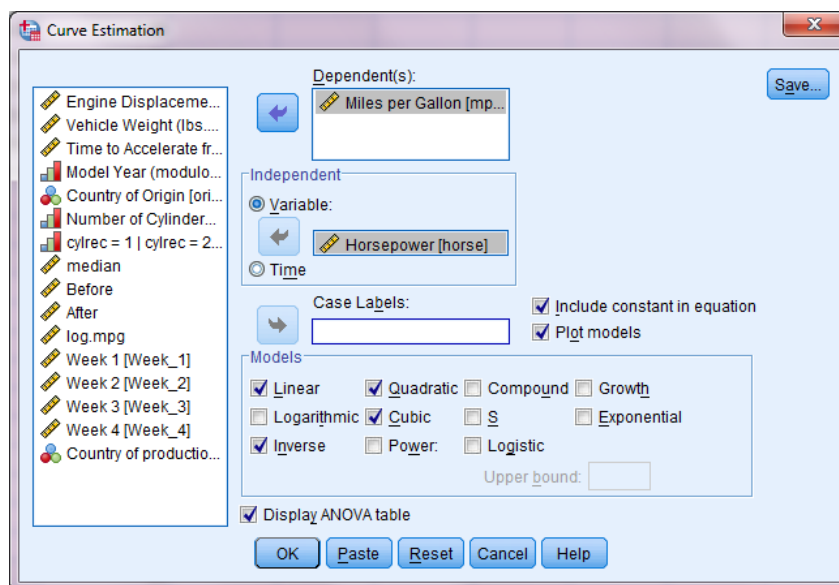 Curve Estimation
Engine Displaceme...
Vehicle Weight (lbs....
Time to Accelerate fr...
Model Year (modulo...
Country of Origin [ori...
Number of Cylinder...
cylrec = 1 | cylrec = 2...
median
Before
After
log.mpg
Week 1 [Week_1]
Week 2 [Week_2]
Week 3 [Week_3]
Week 4 [Week_4]
Country of productio...
Dependent(s):
Miles per Gallon [mp...
Save...
Independent
Variable:
Horsepower [horse]
Time
Case Labels:
Include constant in equation
Plot models
Models
Linear Quadratic Compound Growth
Logarithmic Cubic S Exponential
Inverse Power: Logistic
Upper bound:
Display ANOVA table
OK Paste Reset Cancel Help